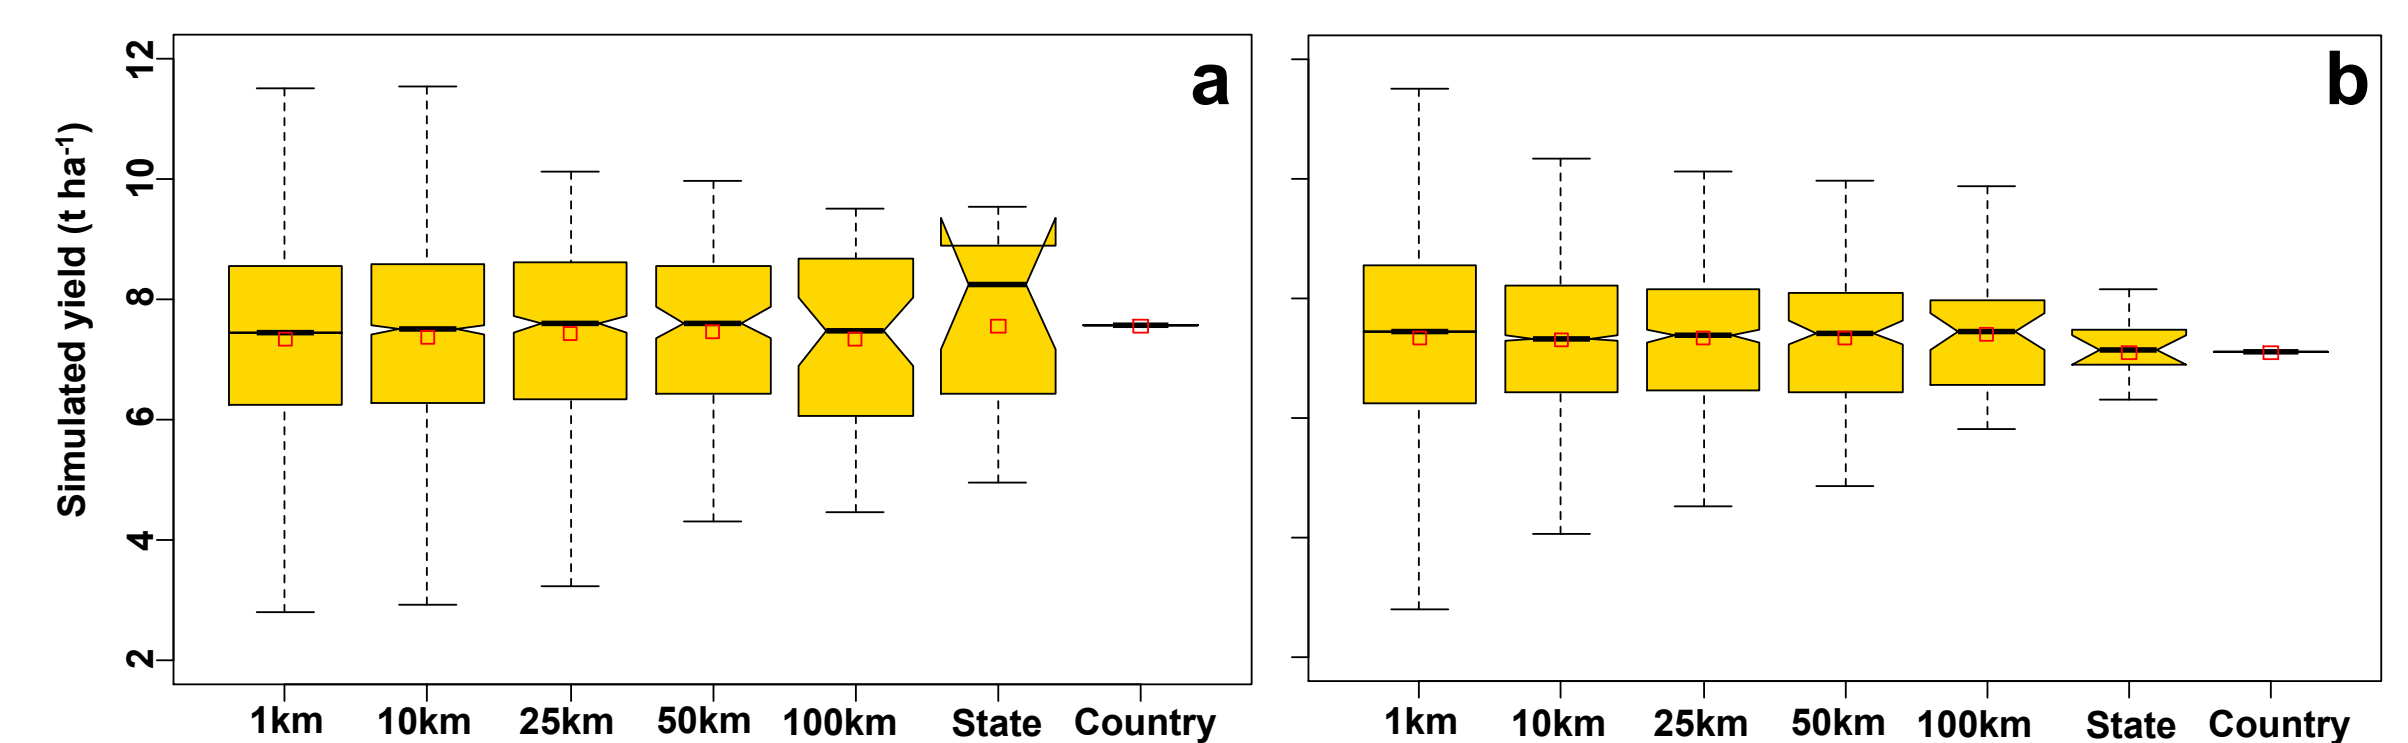 a
b
Simulated yield (t ha⁻¹)
12
10
8
6
4
2
1km 10km 25km 50km 100km State Country
1km 10km 25km 50km 100km State Country